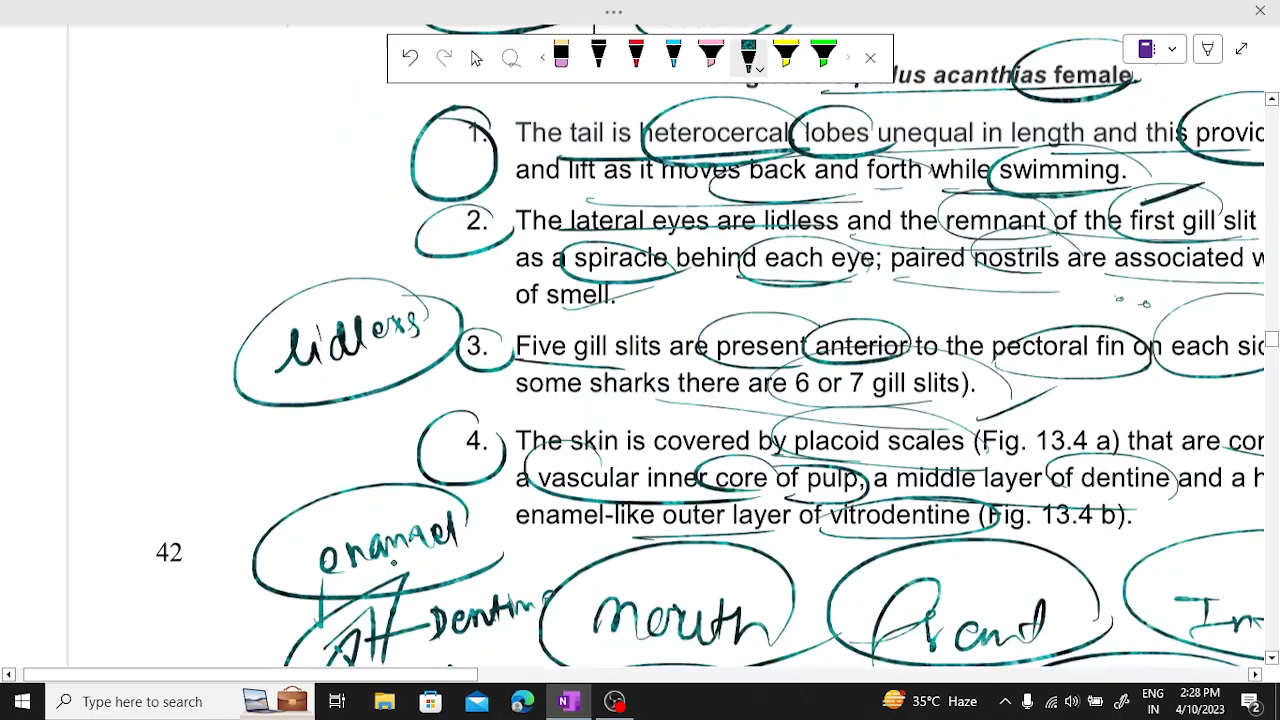 lus acanthias female
1. The tail is heterocercal, lobes unequal in length and this provid
and lift as it moves back and forth while swimming.
2. The lateral eyes are lidless and the remnant of the first gill slit
as a spiracle behind each eye; paired nostrils are associated w
of smell.
lidless
3. Five gill slits are present anterior to the pectoral fin on each sid
some sharks there are 6 or 7 gill slits).
4. The skin is covered by placoid scales (Fig. 13.4 a) that are con
a vascular inner core of pulp, a middle layer of dentine and a h
enamel-like outer layer of vitrodentine (Fig. 13.4 b).
42
enamel
Dentin
mouth
Type here to search
35°C Haze
ENG
IN
2:28 PM
4/10/2023
2